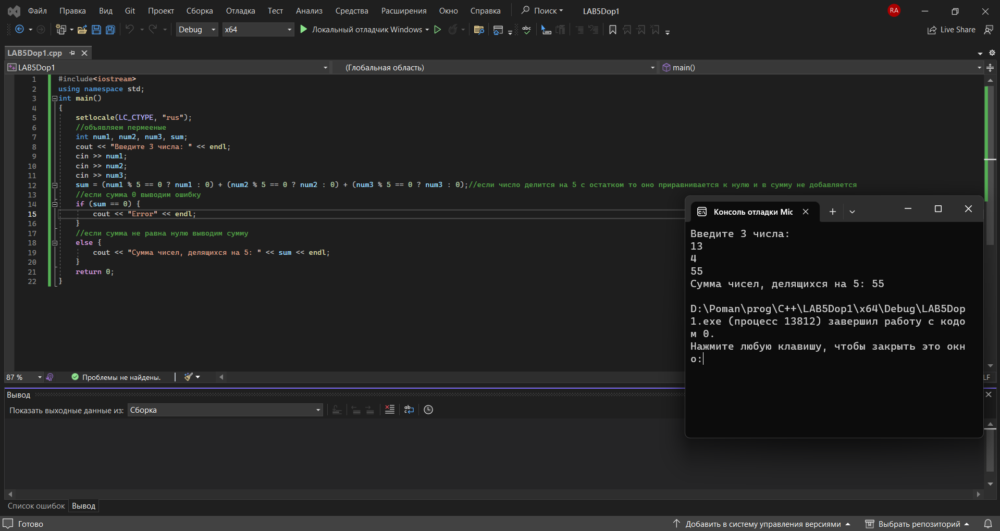 Файл Правка Вид Git Проект Сборка Отладка Тест Анализ Средства Расширения Окно Справка Поиск LAB5Dop1 RA
Debug x64 Локальный отладчик Windows abc Live Share
LAB5Dop1.cpp
LAB5Dop1 (Глобальная область) main()
1 #include<iostream>
2 using namespace std;
3 int main()
4 {
5 setlocale(LC_CTYPE, "rus");
6 //объявляем пермееные
7 int num1, num2, num3, sum;
8 cout << "Введите 3 числа: " << endl;
9 cin >> num1;
10 cin >> num2;
11 cin >> num3;
12 sum = (num1 % 5 == 0 ? num1 : 0) + (num2 % 5 == 0 ? num2 : 0) + (num3 % 5 == 0 ? num3 : 0);//если число делится на 5 с остатком то оно приравнивается к нулю и в сумму не добавляется
13 //если сумма 0 выводим ошибку
14 if (sum == 0) {
15 cout << "Error" << endl;
16 }
17 //если сумма не равна нулю выводим сумму
18 else {
19 cout << "Сумма чисел, делящихся на 5: " << sum << endl;
20 }
21 return 0;
22 }
Консоль отладки Mic
Введите 3 числа:
13
4
55
Сумма чисел, делящихся на 5: 55
D:\Poman\prog\C++\LAB5Dop1\x64\Debug\LAB5Dop
1.exe (процесс 13812) завершил работу с кодо
м 0.
Нажмите любую клавишу, чтобы закрыть это окн
о:
87 % Проблемы не найдены. LF
Вывод
Показать выходные данные из: Сборка
Список ошибок Вывод
Готово Добавить в систему управления версиями Выбрать репозиторий